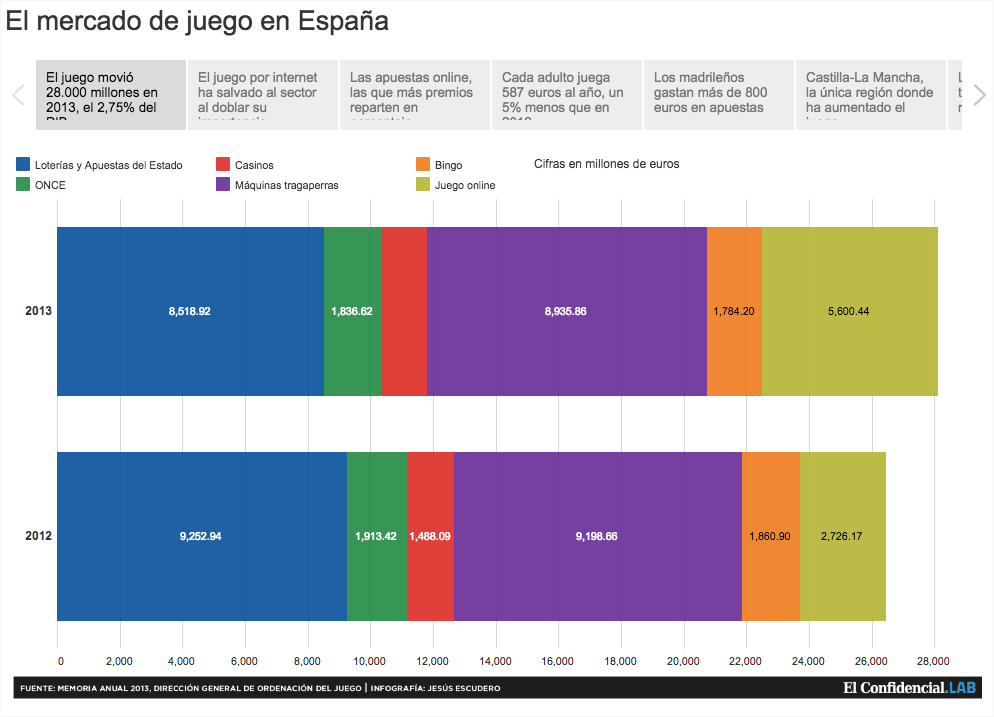 El mercado de juego en España
El juego movió
28.000 millones en
2013, el 2,75% del
El juego por internet
ha salvado al sector
al doblar su
Las apuestas online,
las que más premios
reparten en
Cada adulto juega
587 euros al año, un
5% menos que en
Los madrileños
gastan más de 800
euros en apuestas
Castilla-La Mancha,
la única región donde
ha aumentado el
Loterías y Apuestas del Estado
Casinos
Bingo
Cifras en millones de euros
ONCE
Máquinas tragaperras
Juego online
2013
8,518.92
1,836.62
8,935.86
1,784.20
5,600.44
2012
9,252.94
1,913.42
1,488.09
9,198.66
1,860.90
2,726.17
0 2,000 4,000 6,000 8,000 10,000 12,000 14,000 16,000 18,000 20,000 22,000 24,000 26,000 28,000
FUENTE: MEMORIA ANUAL 2013, DIRECCIÓN GENERAL DE ORDENACIÓN DEL JUEGO | INFOGRAFÍA: JESÚS ESCUDERO
El Confidencial.LAB